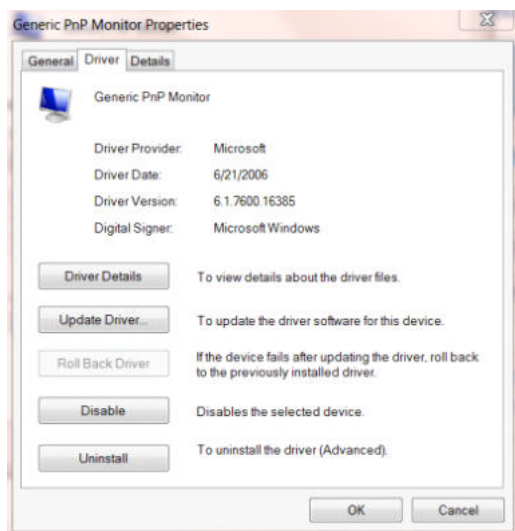 Generic PnP Monitor Properties
General Driver Details
Generic PnP Monitor
Driver Provider: Microsoft
Driver Date: 6/21/2006
Driver Version: 6.1.7600.16385
Digital Signer: Microsoft Windows
Driver Details To view details about the driver files.
Update Driver... To update the driver software for this device.
Roll Back Driver If the device fails after updating the driver, roll back
to the previously installed driver.
Disable Disables the selected device.
Uninstall To uninstall the driver (Advanced).
OK Cancel